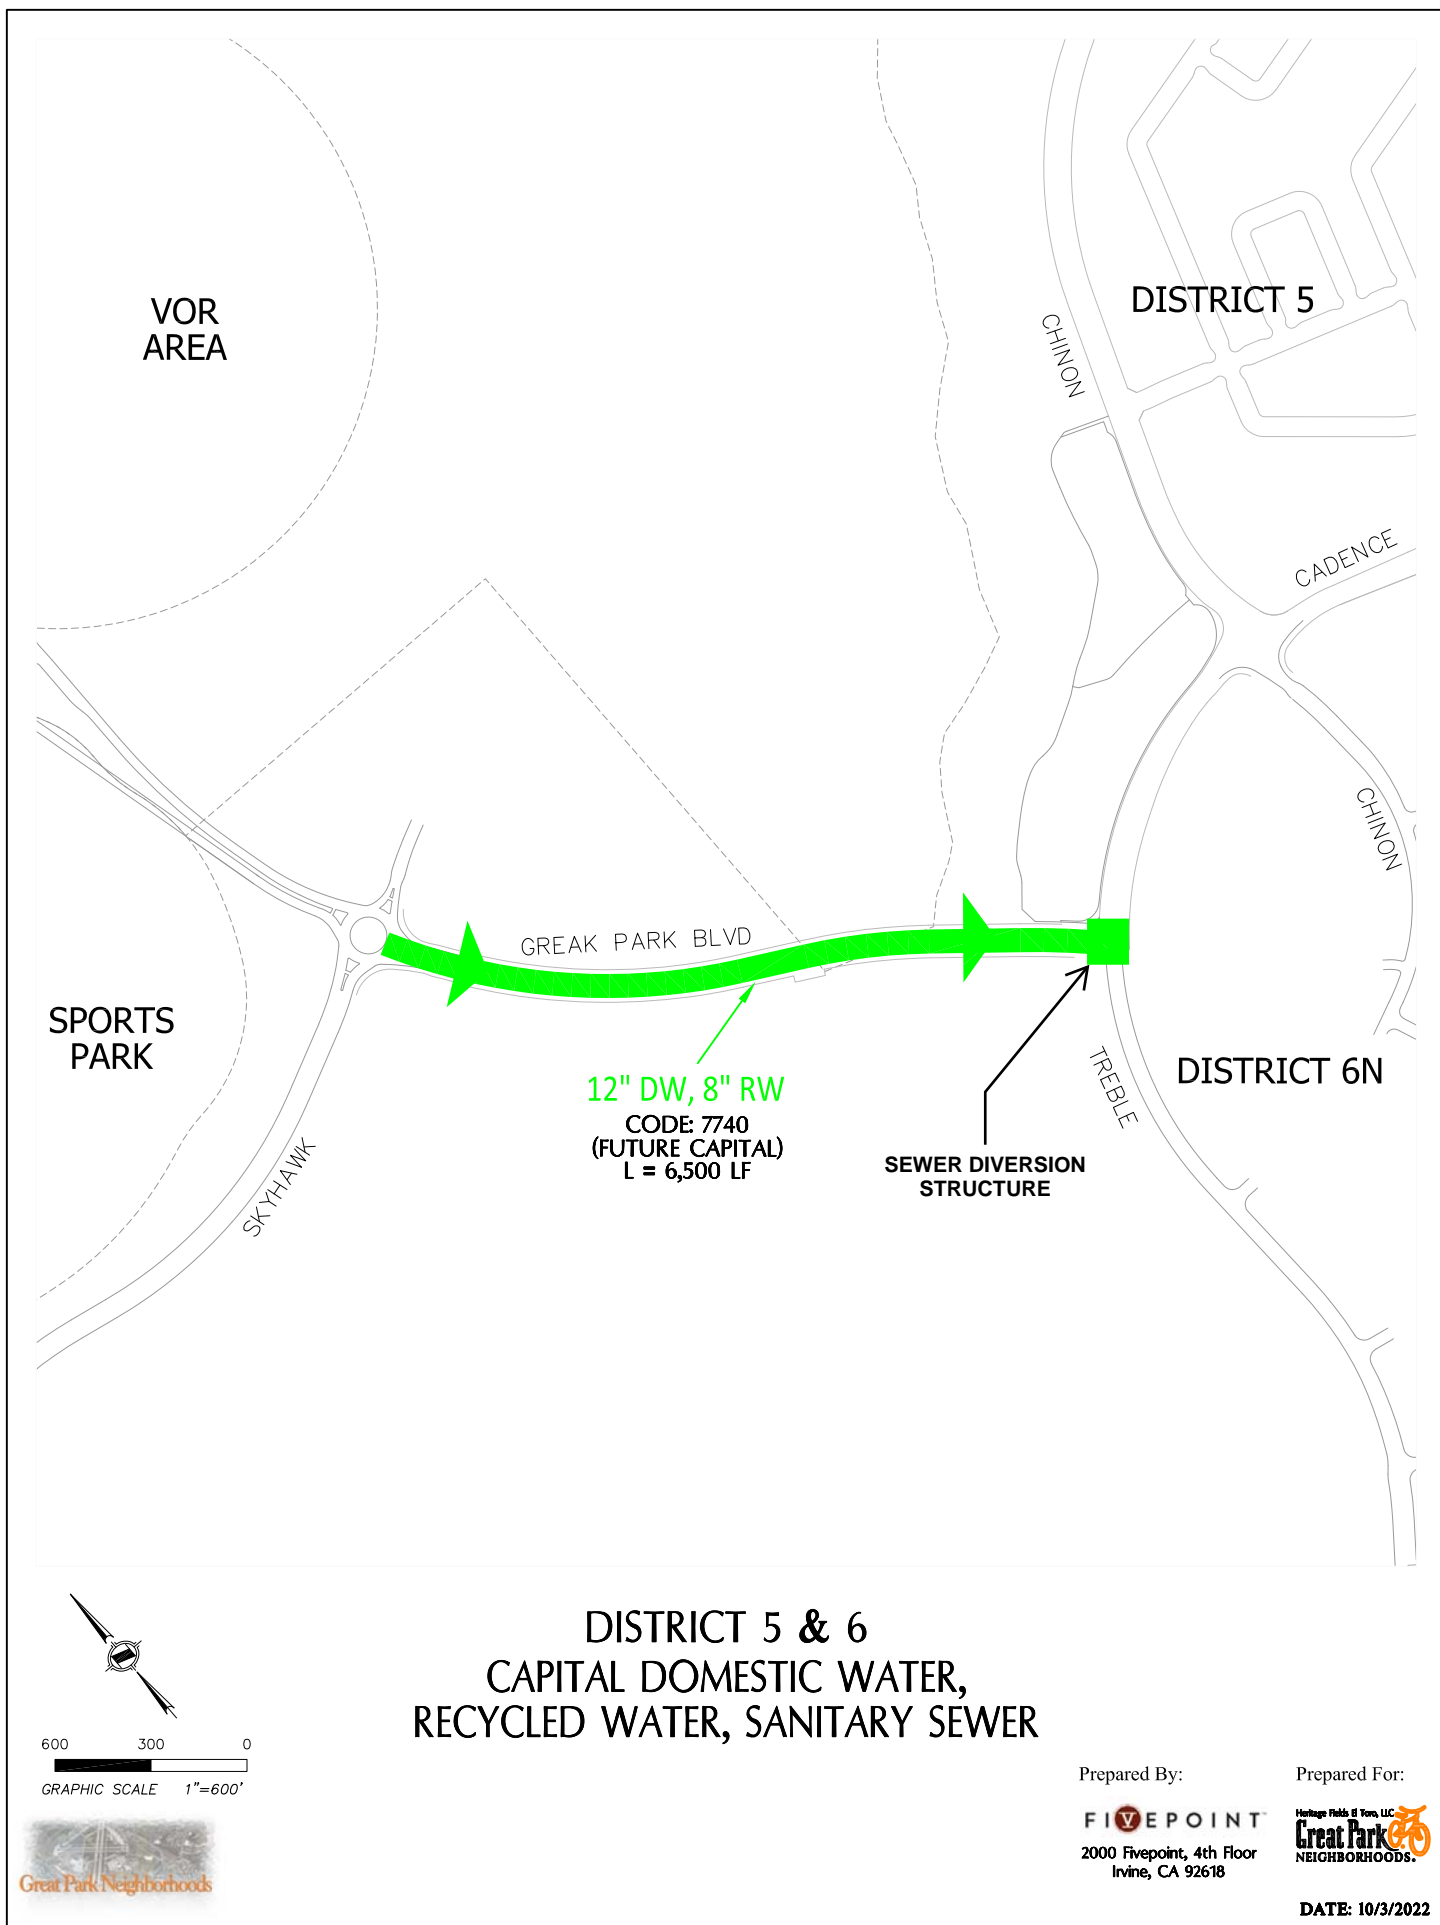 VOR
AREA
DISTRICT 5
CHINON
CADENCE
CHINON
GREAK PARK BLVD
SPORTS
PARK
12" DW, 8" RW
CODE: 7740
(FUTURE CAPITAL)
L = 6,500 LF
SEWER DIVERSION
STRUCTURE
TREBLE
DISTRICT 6N
SKYHAWK
DISTRICT 5 & 6
CAPITAL DOMESTIC WATER,
RECYCLED WATER, SANITARY SEWER
600 300 0
GRAPHIC SCALE 1"=600'
Great Park Neighborhoods
Prepared By:
FIVEPOINT
2000 Fivepoint, 4th Floor
Irvine, CA 92618
Prepared For:
Heritage Fields El Toro, LLC
Great Park
NEIGHBORHOODS.
DATE: 10/3/2022